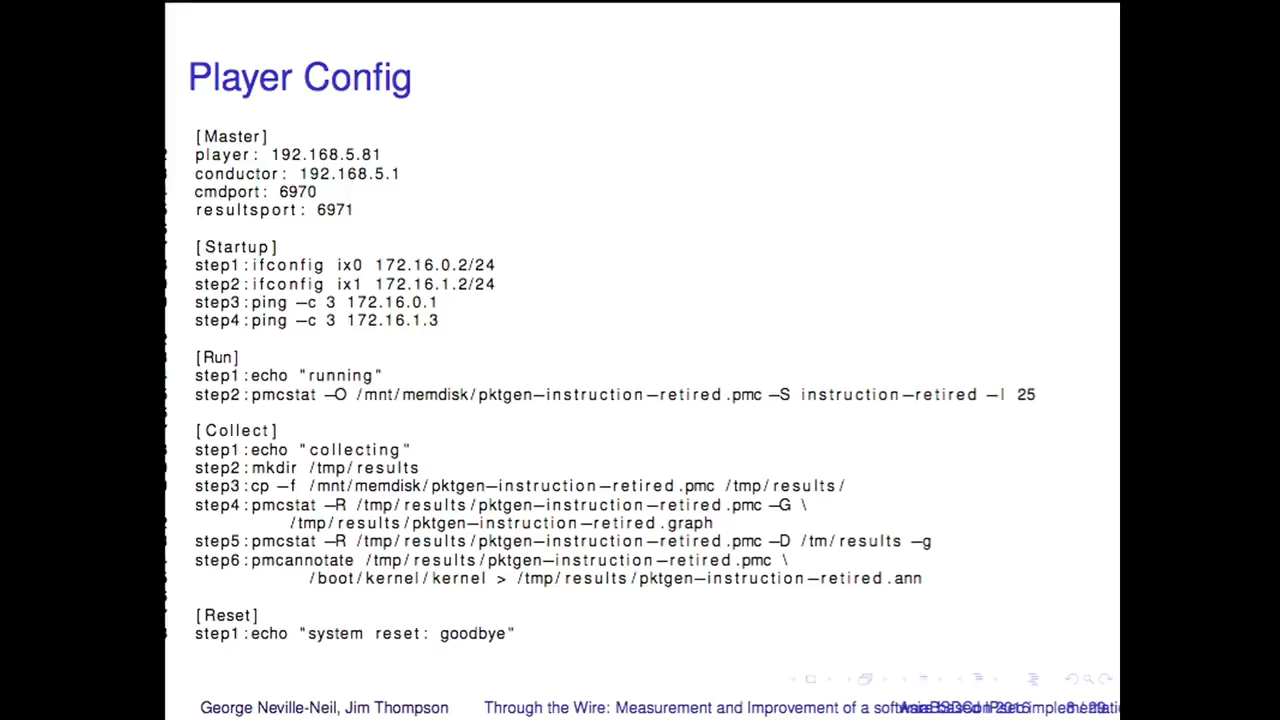 Player Config
[Master]
player: 192.168.5.81
conductor: 192.168.5.1
cmdport: 6970
resultsport: 6971
[Startup]
step1:ifconfig ix0 172.16.0.2/24
step2:ifconfig ix1 172.16.1.2/24
step3:ping –c 3 172.16.0.1
step4:ping –c 3 172.16.1.3
[Run]
step1:echo "running"
step2:pmcstat –O /mnt/memdisk/pktgen–instruction–retired.pmc –S instruction–retired –l 25
[Collect]
step1:echo "collecting"
step2:mkdir /tmp/results
step3:cp –f /mnt/memdisk/pktgen–instruction–retired.pmc /tmp/results/
step4:pmcstat –R /tmp/results/pktgen–instruction–retired.pmc –G \
/tmp/results/pktgen–instruction–retired.graph
step5:pmcstat –R /tmp/results/pktgen–instruction–retired.pmc –D /tm/results –g
step6:pmcannotate /tmp/results/pktgen–instruction–retired.pmc \
/boot/kernel/kernel > /tmp/results/pktgen–instruction–retired.ann
[Reset]
step1:echo "system reset: goodbye"
George Neville-Neil, Jim Thompson Through the Wire: Measurement and Improvement of a